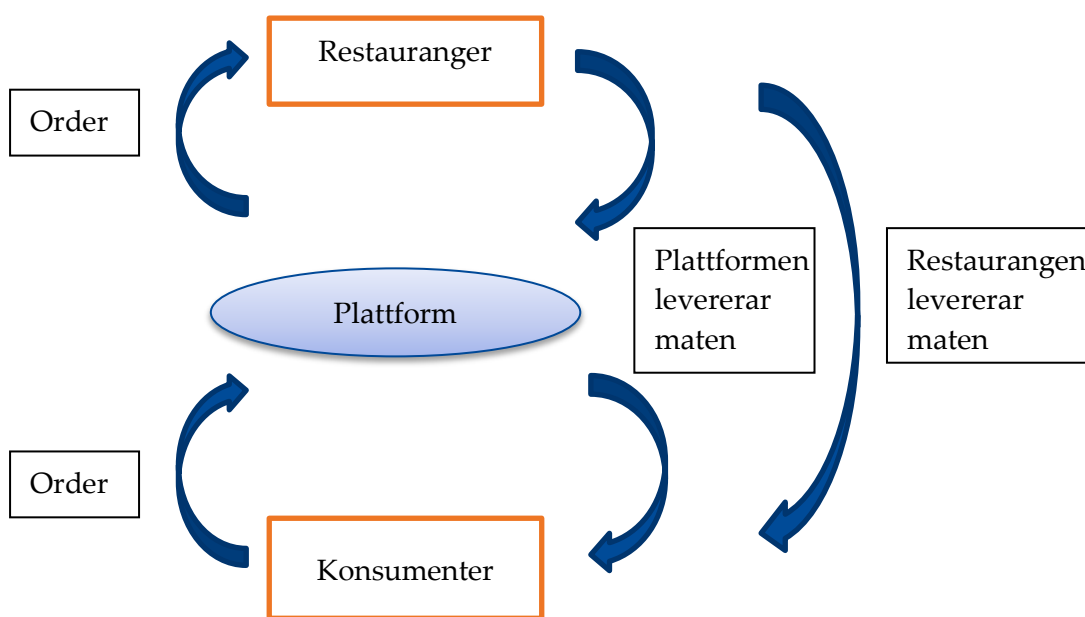 Restauranger
Order
Plattformen
levererar
maten
Restaurangen
levererar
maten
Plattform
Order
Konsumenter